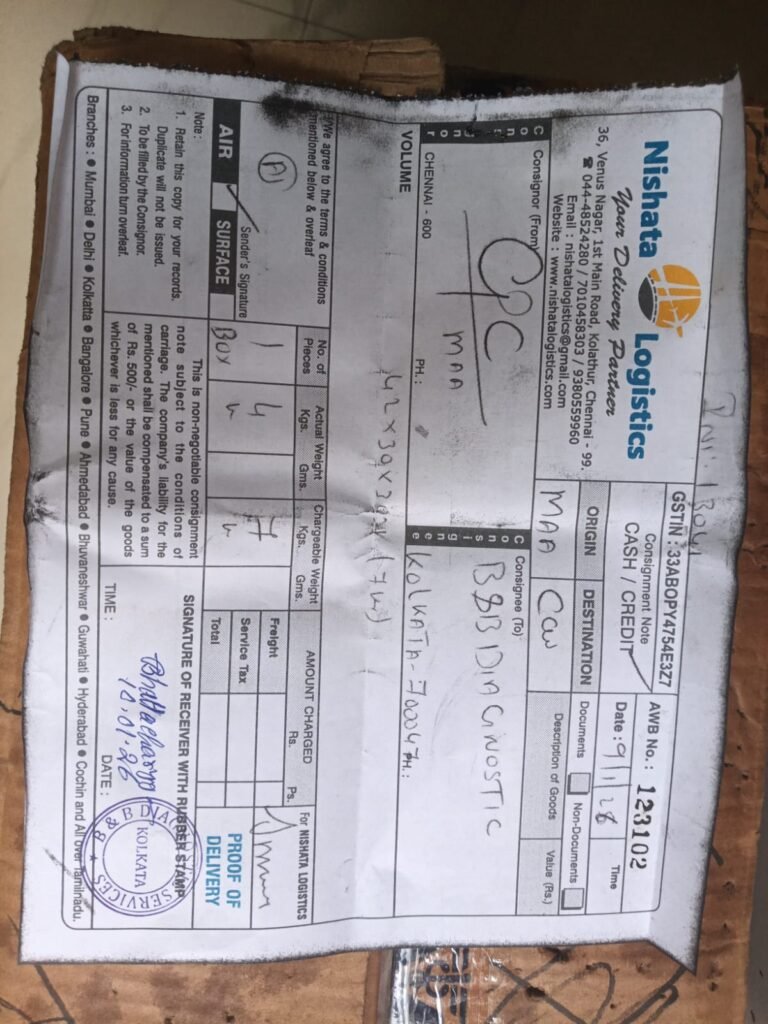 Nishata Logistics
Your Delivery Partner
36, Venus Nagar, 1st Main Road, Kolathur, Chennai - 99.
☎ 044-48524280 / 7010458303 / 9380559960
Email : nishatalogistics@gmail.com
Website : www.nishatalogistics.com
GSTIN : 33ABOPY4754E3Z7
Consignment Note
CASH / CREDIT
AWB No. : 123102
Date : 9/1/26
Time
ORIGIN
MAA
DESTINATION
CCU
Documents
Non-Documents
Description of Goods
Value (Rs.)
Consignor
Consignor (From)
CPC
MAA
CHENNAI - 600
PH. :
Consignee
Consignee (To)
B&B DIAGINOSTIC
KOLKATA-700047
PH. :
VOLUME
42x39x
I/We agree to the terms & conditions
mentioned below & overleaf
Sender's Signature
AIR
SURFACE
No. of Pieces
1
BOX
Actual Weight
Kgs. Gms.
4
Chargeable Weight
Kgs. Gms.
7
AMOUNT CHARGED
Rs. Ps.
Freight
Service Tax
Total
For NISHATA LOGISTICS
PROOF OF
DELIVERY
Note :
1. Retain this copy for your records.
Duplicate will not be issued.
2. To be filled by the Consignor.
3. For information turn overleaf.
This is non-negotiable consignment
note subject to the conditions of
carriage. The company's liability for the
mentioned shall be compensated to a sum
of Rs. 500/- or the value of the goods
whichever is less for any cause.
SIGNATURE OF RECEIVER WITH RUBBER STAMP
Bhattacharyya
10.01.26
TIME :
DATE :
B & B DIA
KOLKATA
SERVICES
Branches : ● Mumbai ● Delhi ● Kolkatta ● Bangalore ● Pune ● Ahmedabad ● Bhuvaneshwar ● Guwahati ● Hyderabad ● Cochin and All over Tamilnadu.